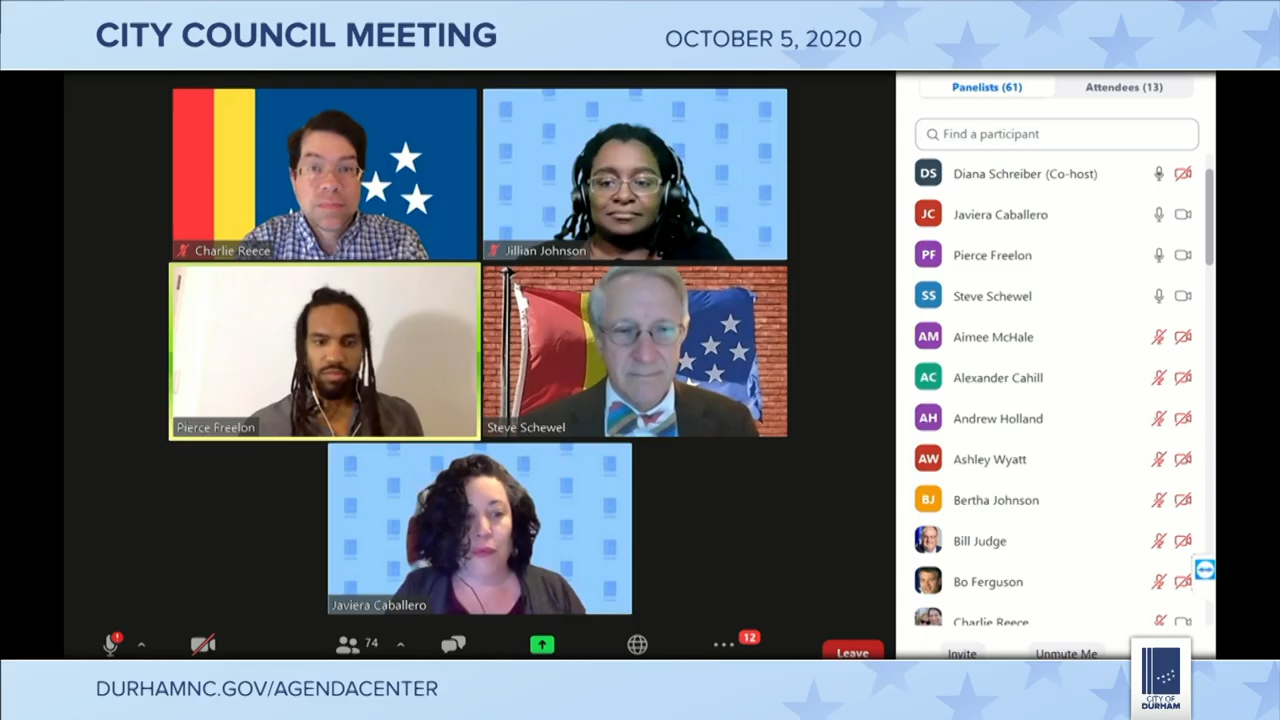 CITY COUNCIL MEETING
OCTOBER 5, 2020
Charlie Reece
Jillian Johnson
Pierce Freelon
Steve Schewel
Javiera Caballero
74
12
Leave
Panelists (61)
Attendees (13)
Find a participant
DS Diana Schreiber (Co-host)
JC Javiera Caballero
PF Pierce Freelon
SS Steve Schewel
AM Aimee McHale
AC Alexander Cahill
AH Andrew Holland
AW Ashley Wyatt
BJ Bertha Johnson
Bill Judge
Bo Ferguson
Charlie Reece
Invite
Unmute Me
DURHAMNC.GOV/AGENDACENTER
CITY OF
DURHAM